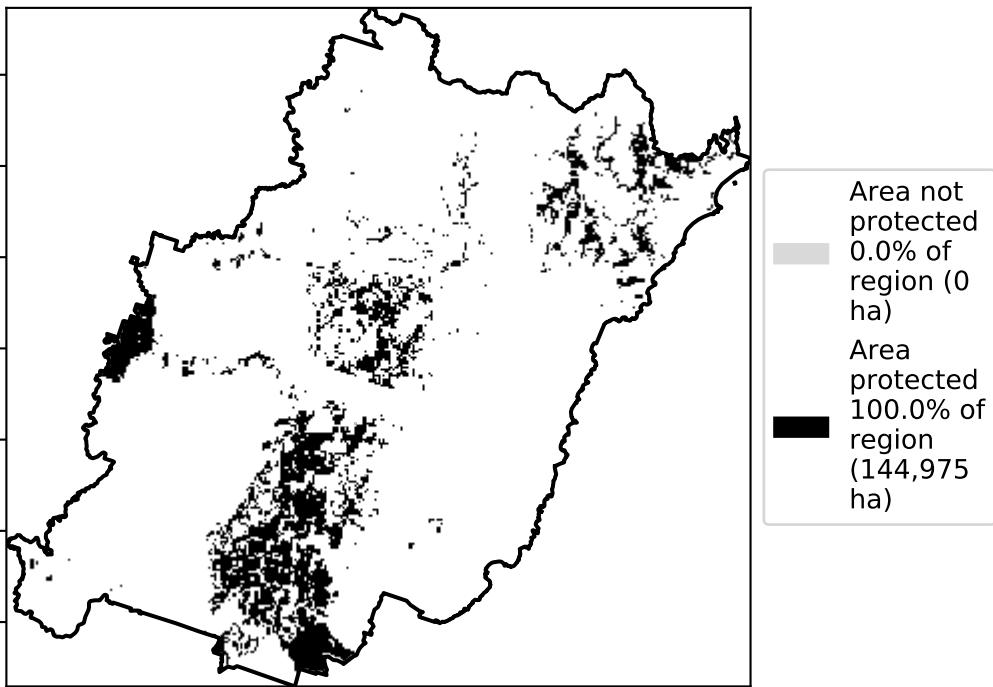 Area not
protected
0.0% of
region (0
ha)
Area
protected
100.0% of
region
(144,975
ha)